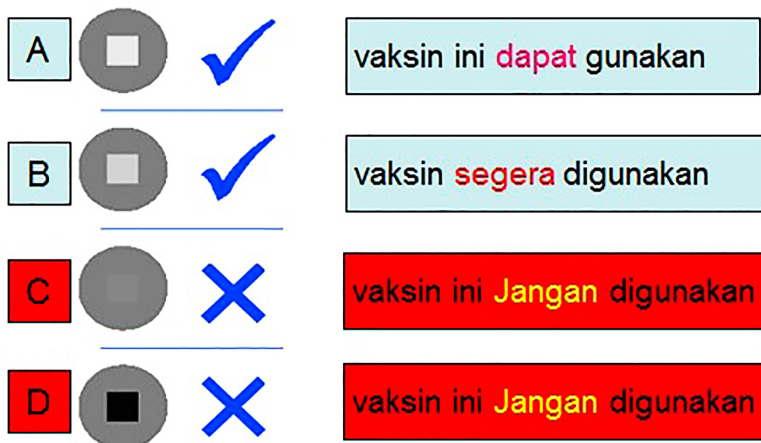 A vaksin ini dapat gunakan
B vaksin segera digunakan
C vaksin ini Jangan digunakan
D vaksin ini Jangan digunakan